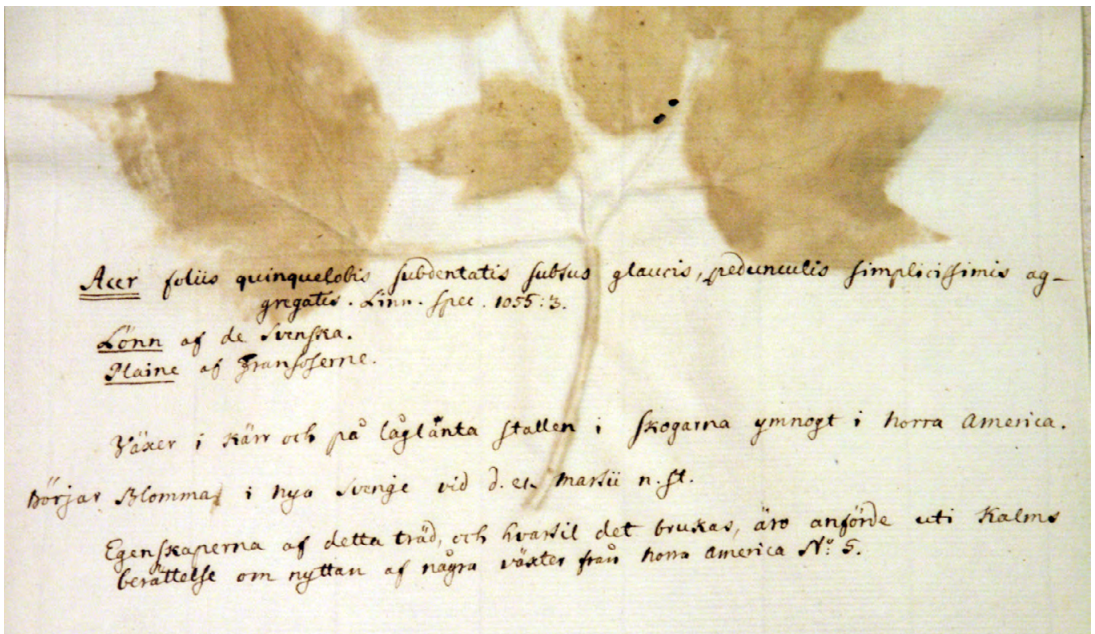 Acer foliis quinquelobis subdentatis subtus glaucis, pedunculis simplicissimis ag-
gregatis. Linn. spec. 1055:3.
Lönn af de Svenska.
Plaine af Fransoserne.
Växer i kärr och på låglänta ställen i skogarna ymnogt i Norra America.
Börjar Blomma i nya Sverige vid d. 21 Martii n. st.
Egenskaperna af detta träd, och hvartil det brukas, äro anförde uti Kalms
berättelse om nyttan af några växter från Norra America No. 5.